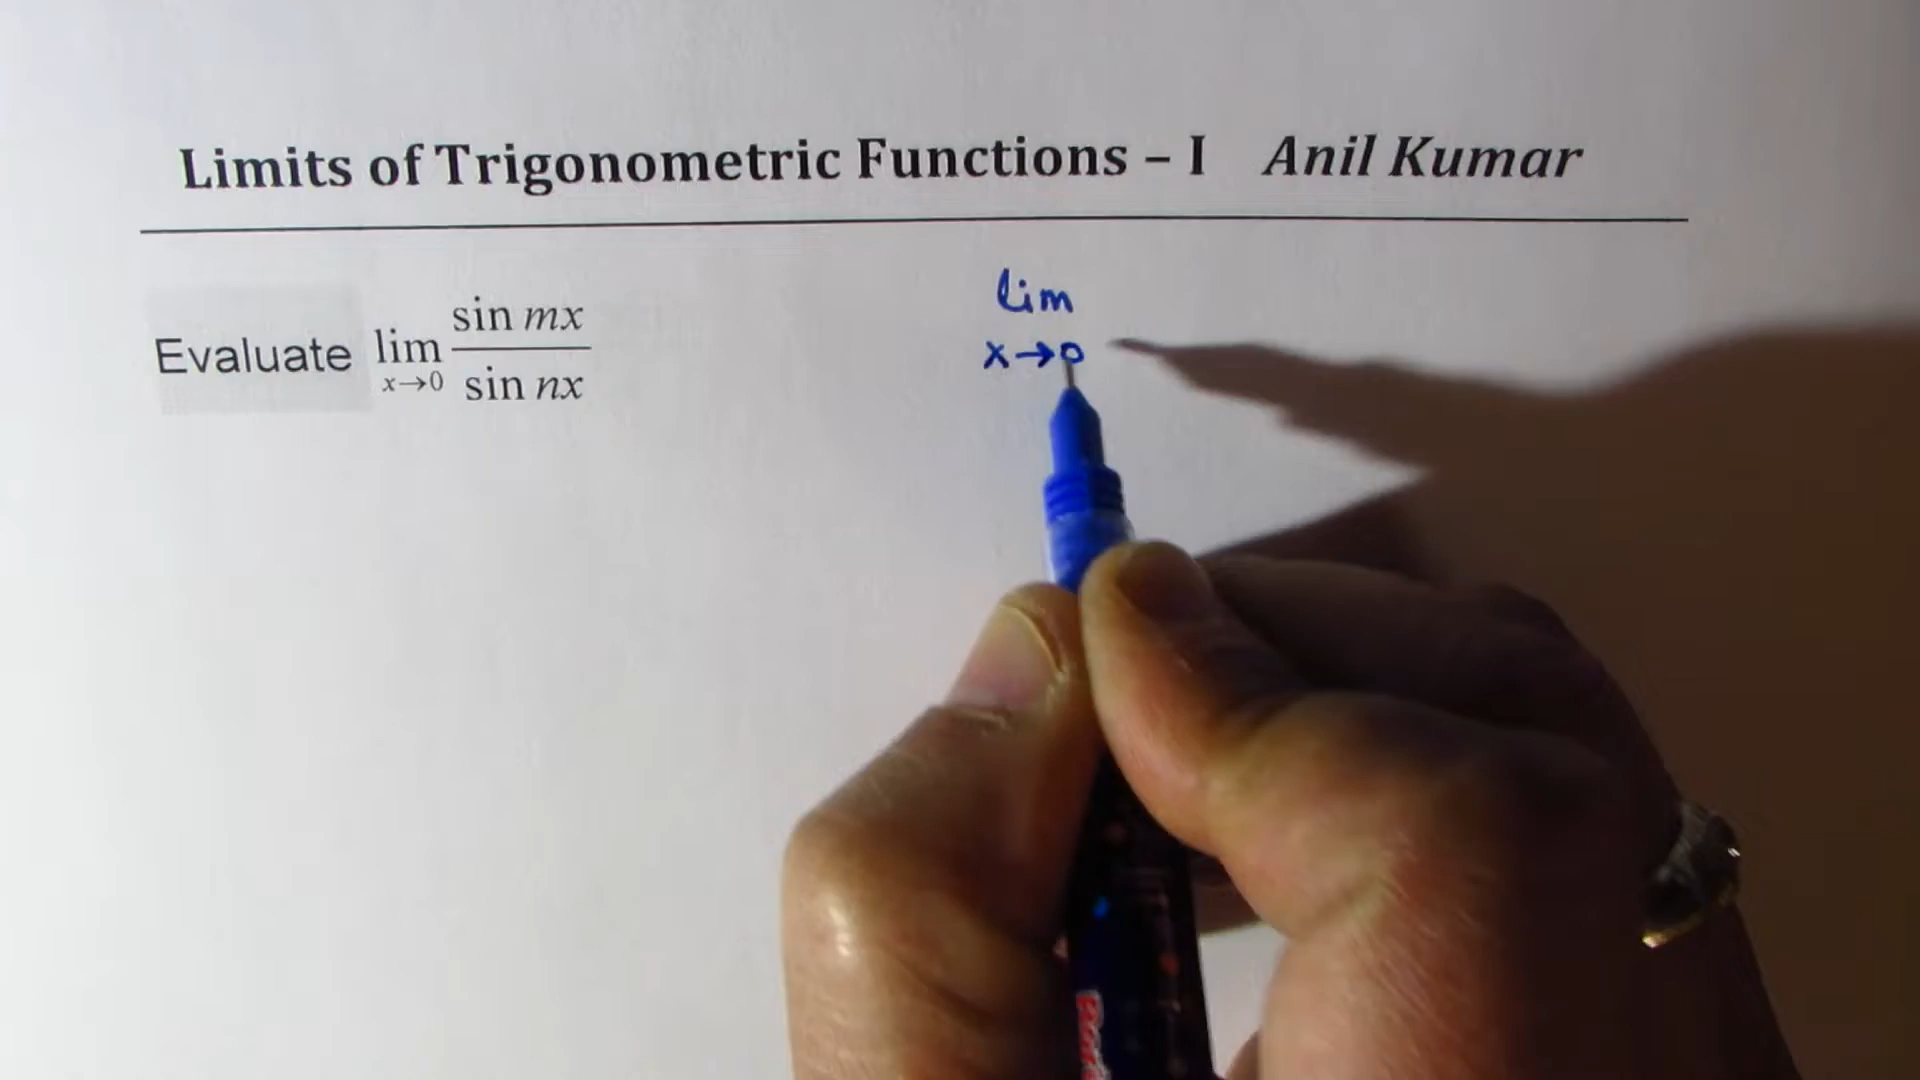 Limits of Trigonometric Functions – I Anil Kumar
Evaluate lim x→0 sin mx / sin nx
lim
x→0